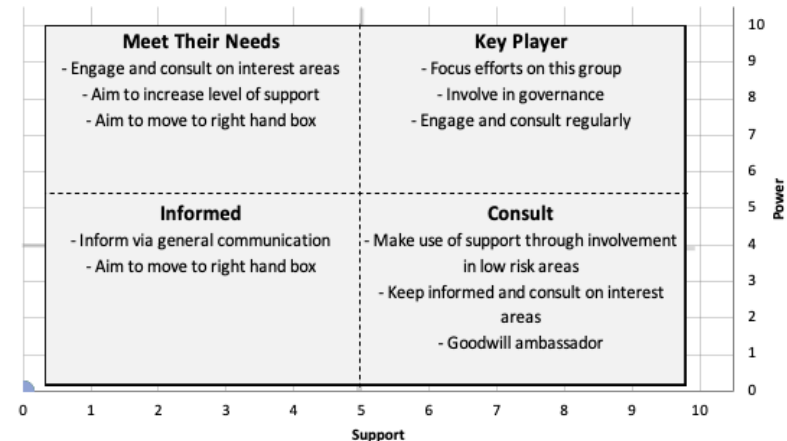 Meet Their Needs
- Engage and consult on interest areas
- Aim to increase level of support
- Aim to move to right hand box
Key Player
- Focus efforts on this group
- Involve in governance
- Engage and consult regularly
Informed
- Inform via general communication
- Aim to move to right hand box
Consult
- Make use of support through involvement
in low risk areas
- Keep informed and consult on interest
areas
- Goodwill ambassador
10
9
8
7
6
5
4
3
2
1
0
Power
0 1 2 3 4 5 6 7 8 9 10
Support